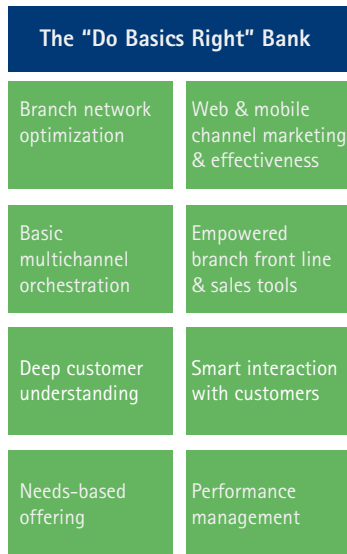 The “Do Basics Right” Bank
Branch network
optimization
Web & mobile
channel marketing
& effectiveness
Basic
multichannel
orchestration
Empowered
branch front line
& sales tools
Deep customer
understanding
Smart interaction
with customers
Needs-based
offering
Performance
management